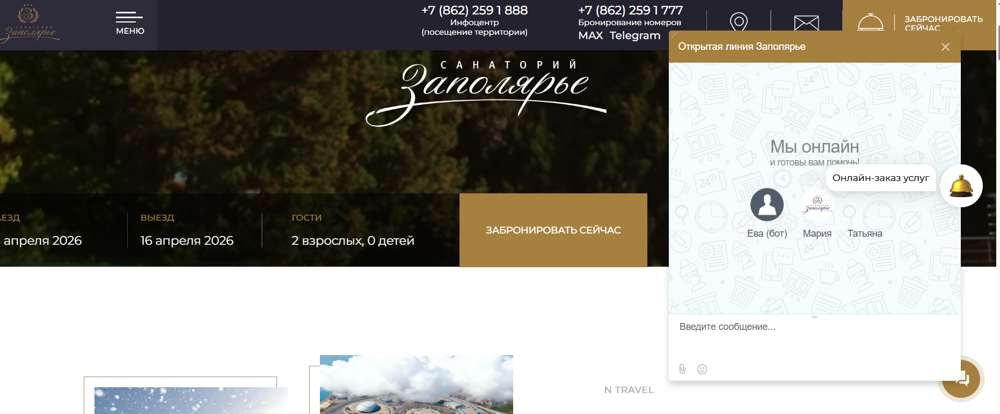 САНАТОРИЙ
Заполярье
МЕНЮ
+7 (862) 259 1 888
Инфоцентр
(посещение территории)
+7 (862) 259 1 777
Бронирование номеров
MAX Telegram
ЗАБРОНИРОВАТЬ
СЕЙЧАС
Открытая линия Заполярье
САНАТОРИЙ
Заполярье
Мы онлайн
и готовы вам помочь!
Онлайн-заказ услуг
Ева (бот) Мария Татьяна
ВЫЕЗД
ГОСТИ
апреля 2026
16 апреля 2026
2 взрослых, 0 детей
ЗАБРОНИРОВАТЬ СЕЙЧАС
Введите сообщение...
N TRAVEL